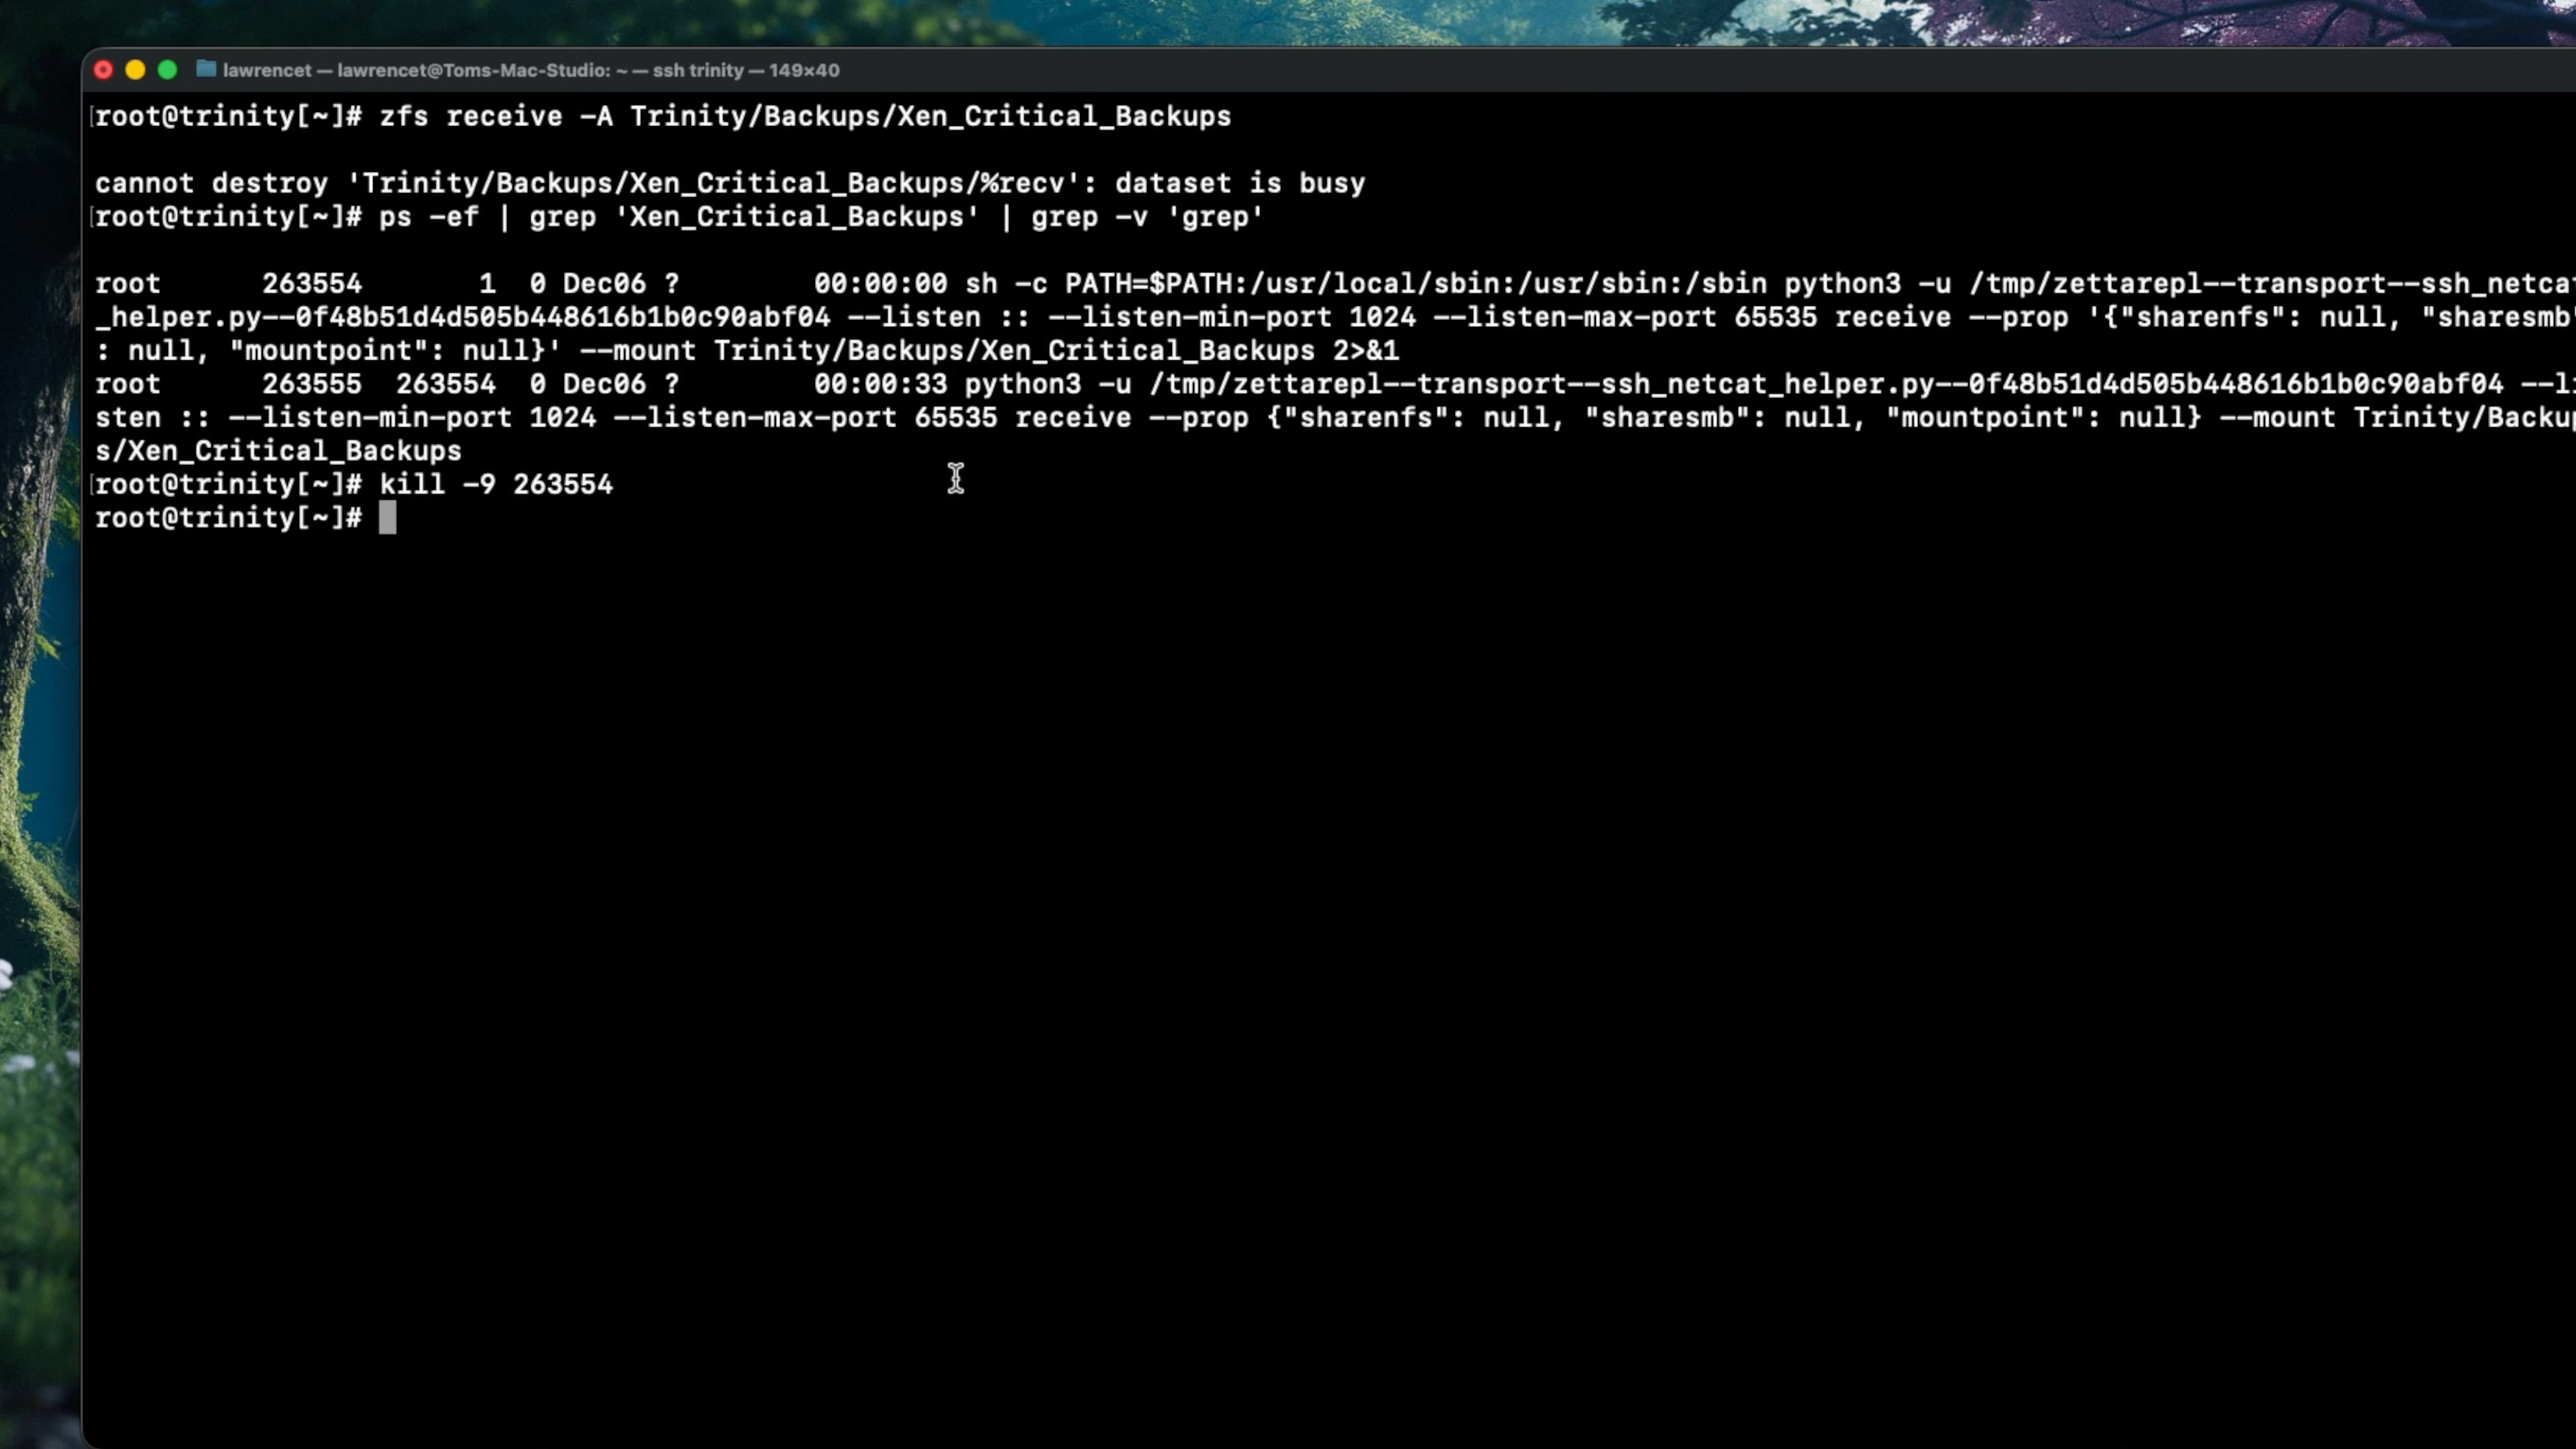 lawrencet — lawrencet@Toms-Mac-Studio: ~ — ssh trinity — 149×40
[root@trinity[~]# zfs receive -A Trinity/Backups/Xen_Critical_Backups
cannot destroy 'Trinity/Backups/Xen_Critical_Backups/%recv': dataset is busy
[root@trinity[~]# ps -ef | grep 'Xen_Critical_Backups' | grep -v 'grep'
root      263554       1  0 Dec06 ?        00:00:00 sh -c PATH=$PATH:/usr/local/sbin:/usr/sbin:/sbin python3 -u /tmp/zettarepl--transport--ssh_netcat
_helper.py--0f48b51d4d505b448616b1b0c90abf04 --listen :: --listen-min-port 1024 --listen-max-port 65535 receive --prop '{"sharenfs": null, "sharesmb"
: null, "mountpoint": null}' --mount Trinity/Backups/Xen_Critical_Backups 2>&1
root      263555  263554  0 Dec06 ?        00:00:33 python3 -u /tmp/zettarepl--transport--ssh_netcat_helper.py--0f48b51d4d505b448616b1b0c90abf04 --li
sten :: --listen-min-port 1024 --listen-max-port 65535 receive --prop {"sharenfs": null, "sharesmb": null, "mountpoint": null} --mount Trinity/Backup
s/Xen_Critical_Backups
[root@trinity[~]# kill -9 263554
root@trinity[~]#